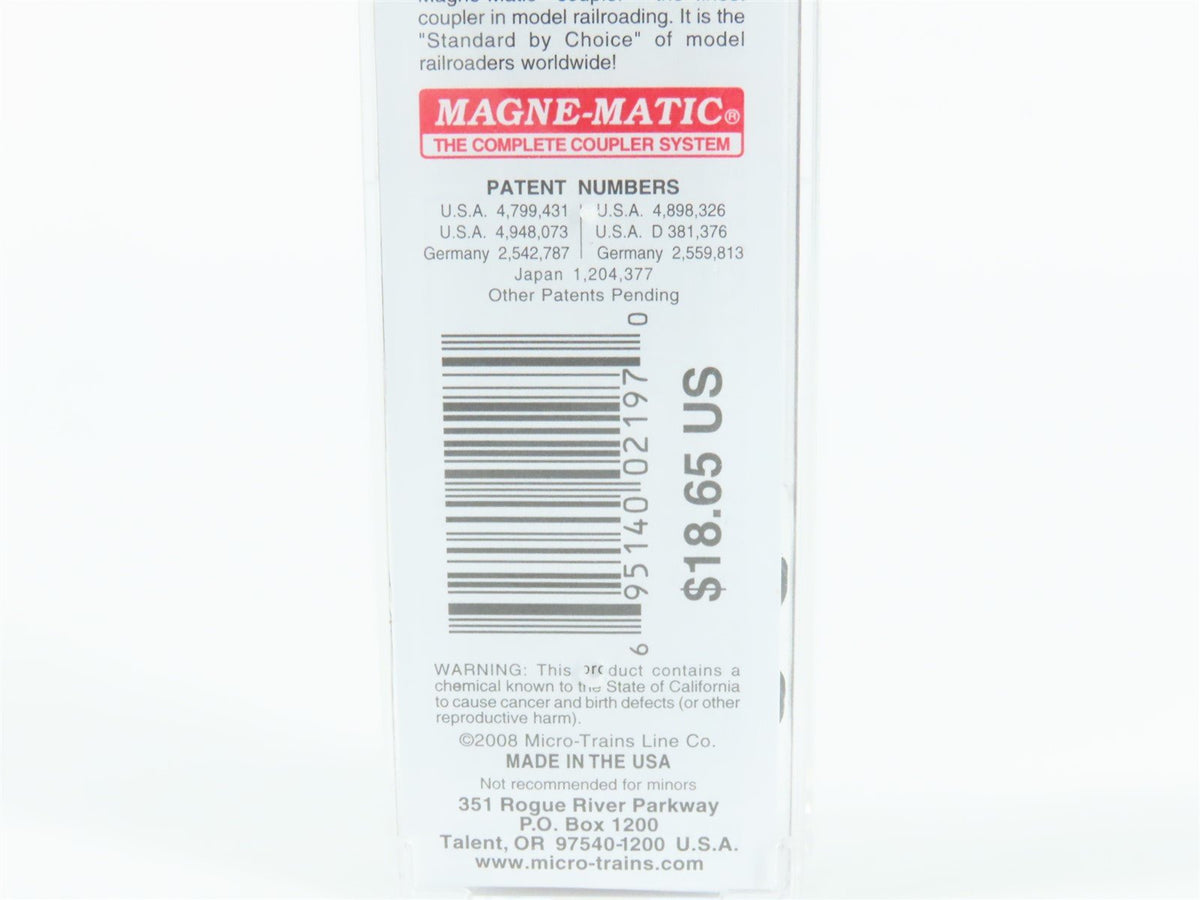 Magne-Matic coupler - the finest
coupler in model railroading. It is the
"Standard by Choice" of model
railroaders worldwide!
MAGNE-MATIC®
THE COMPLETE COUPLER SYSTEM
PATENT NUMBERS
U.S.A. 4,799,431 U.S.A. 4,898,326
U.S.A. 4,948,073 U.S.A. D 381,376
Germany 2,542,787 Germany 2,559,813
Japan 1,204,377
Other Patents Pending
6 95140 02197 0
$18.65 US
WARNING: This product contains a
chemical known to the State of California
to cause cancer and birth defects (or other
reproductive harm).
©2008 Micro-Trains Line Co.
MADE IN THE USA
Not recommended for minors
351 Rogue River Parkway
P.O. Box 1200
Talent, OR 97540-1200 U.S.A.
www.micro-trains.com